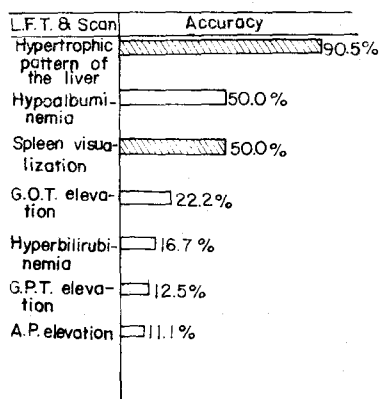 L.F.T. & Scan Accuracy
Hypertrophic
pattern of
the liver
90.5%
Hypoalbumi-
nemia
50.0%
Spleen visua-
lization
50.0%
G.O.T. eleva-
tion
22.2%
Hyperbilirubi-
nemia
16.7%
G.P.T. eleva-
tion
12.5%
A.P. elevation
11.1%